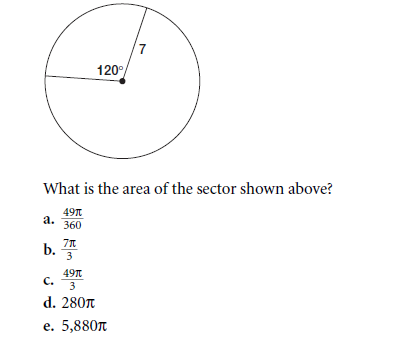 7
120°
What is the area of the sector shown above?
a. 49π/360
b. 7π/3
c. 49π/3
d. 280π
e. 5,880π